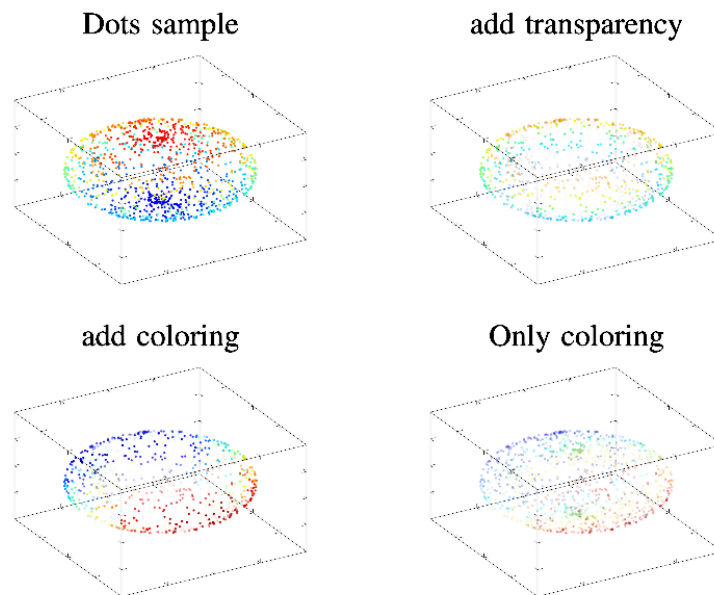 Dots sample
add transparency
add coloring
Only coloring